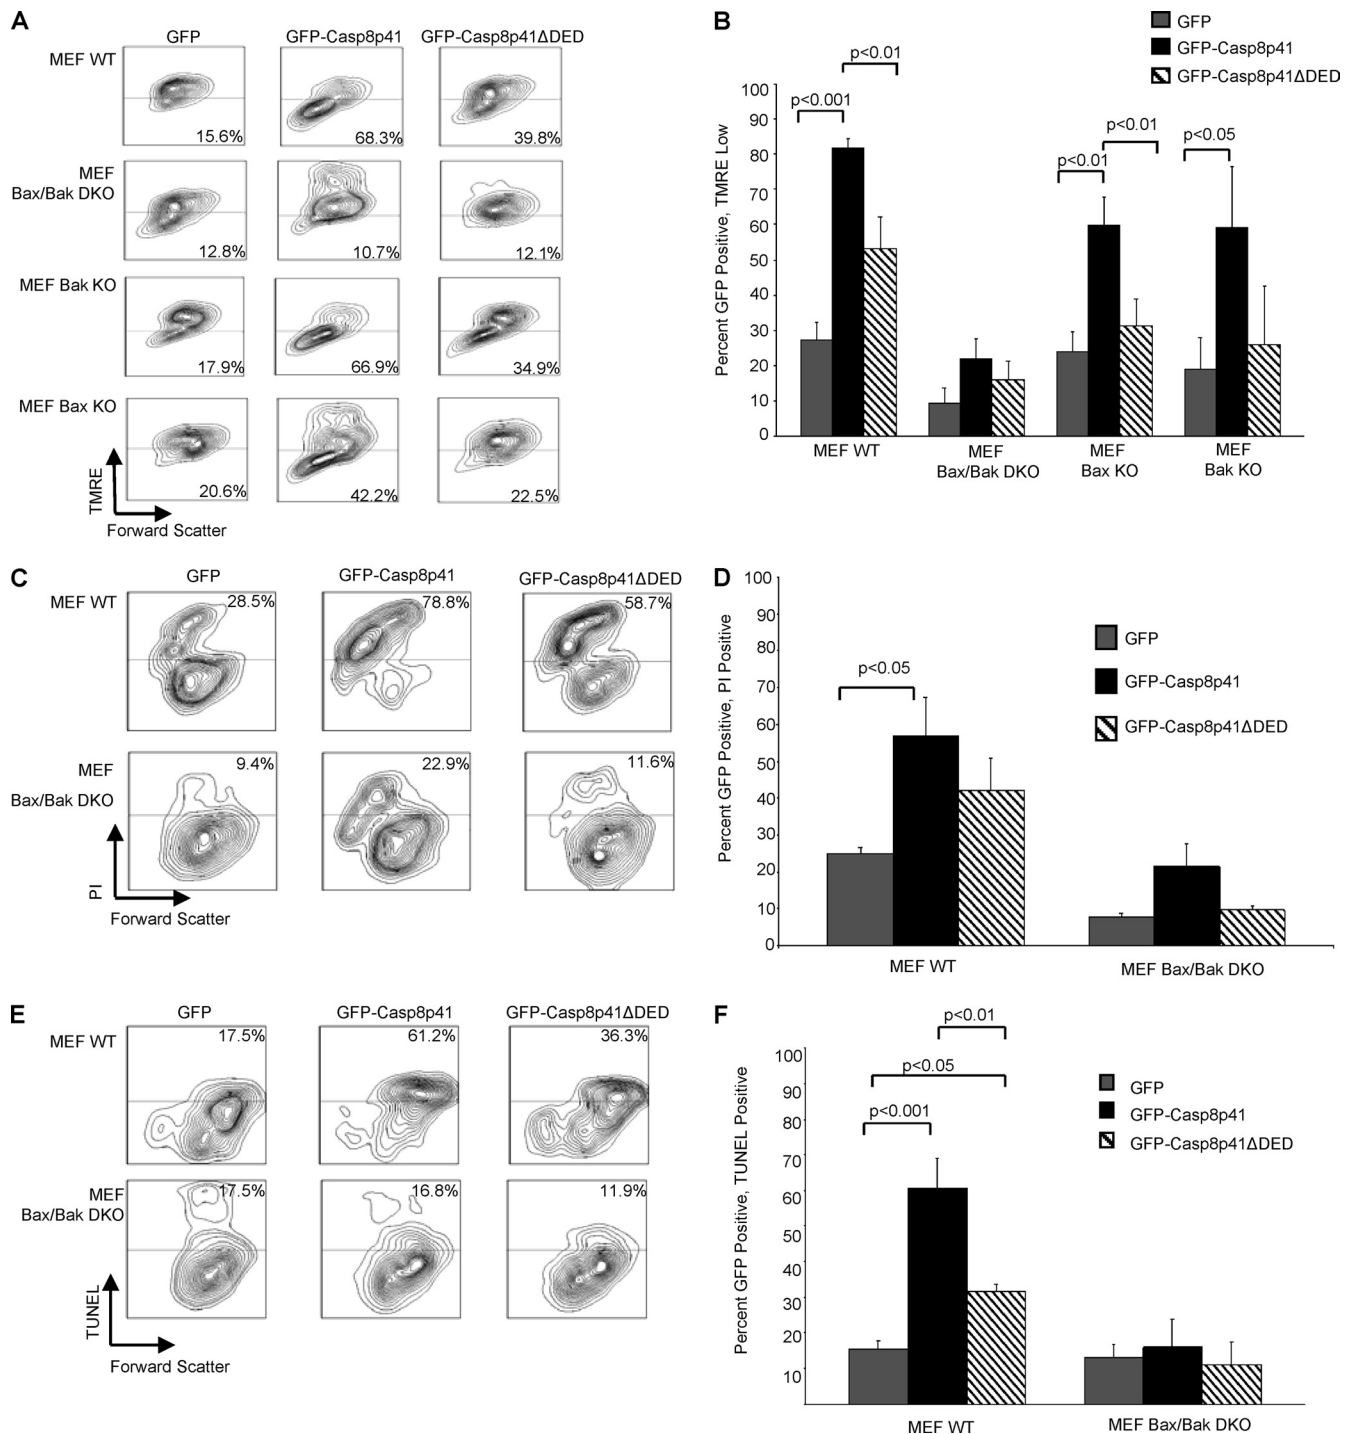 A
GFP
GFP-Casp8p41
GFP-Casp8p41ΔDED
MEF WT
15.6%
68.3%
39.8%
MEF
Bax/Bak DKO
12.8%
10.7%
12.1%
MEF Bak KO
17.9%
66.9%
34.9%
MEF Bax KO
20.6%
42.2%
22.5%
TMRE
Forward Scatter
B
GFP
GFP-Casp8p41
GFP-Casp8p41ΔDED
p<0.01
p<0.001
p<0.01
p<0.01
p<0.05
Percent GFP Positive, TMRE Low
100
90
80
70
60
50
40
30
20
10
0
MEF WT
MEF
Bax/Bak DKO
MEF
Bax KO
MEF
Bak KO
C
GFP
GFP-Casp8p41
GFP-Casp8p41ΔDED
MEF WT
28.5%
78.8%
58.7%
MEF
Bax/Bak DKO
9.4%
22.9%
11.6%
PI
Forward Scatter
D
Percent GFP Positive, PI Positive
100
90
80
70
60
50
40
30
20
10
0
p<0.05
GFP
GFP-Casp8p41
GFP-Casp8p41ΔDED
MEF WT
MEF Bax/Bak DKO
E
GFP
GFP-Casp8p41
GFP-Casp8p41ΔDED
MEF WT
17.5%
61.2%
36.3%
MEF
Bax/Bak DKO
17.5%
16.8%
11.9%
TUNEL
Forward Scatter
F
Percent GFP Positive, TUNEL Positive
100
90
80
70
60
50
40
30
20
10
p<0.01
p<0.05
p<0.001
GFP
GFP-Casp8p41
GFP-Casp8p41ΔDED
MEF WT
MEF Bax/Bak DKO